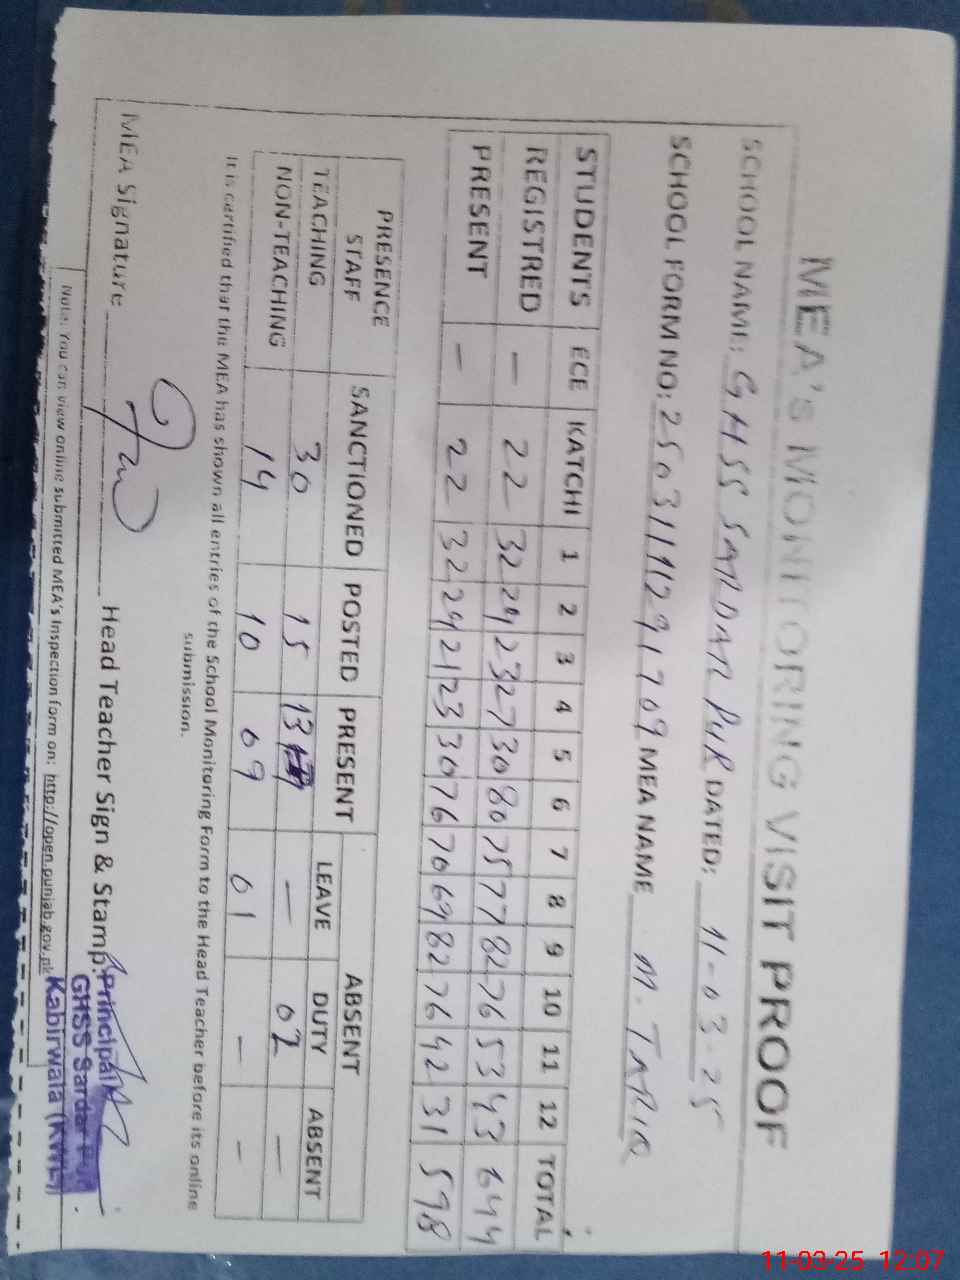 MEA's MONITORING VISIT PROOF
SCHOOL NAME: GHSS SARDAR PUR DATED: 11-03-25
SCHOOL FORM NO: 2503111291709 MEA NAME M. TARIQ
STUDENTS ECE KATCHI 1 2 3 4 5 6 7 8 9 10 11 12 TOTAL
REGISTRED — 22 32 24 23 27 30 80 75 77 82 76 53 43 644
PRESENT — 22 32 24 21 23 30 76 70 69 82 76 42 31 598
PRESENCE STAFF SANCTIONED POSTED PRESENT ABSENT
LEAVE DUTY ABSENT
TEACHING 30 15 13 — 02 —
NON-TEACHING 14 10 09 01 — —
It is certified that the MEA has shown all entries of the School Monitoring Form to the Head Teacher before its online
submission.
MEA Signature: Head Teacher Sign & Stamp:
Principal
GHSS Sardar Pur
Kabirwala (KWL)
Note: You can view online submitted MEA's Inspection form on: http://open.punjab.gov.pk
11-03-25 12:07